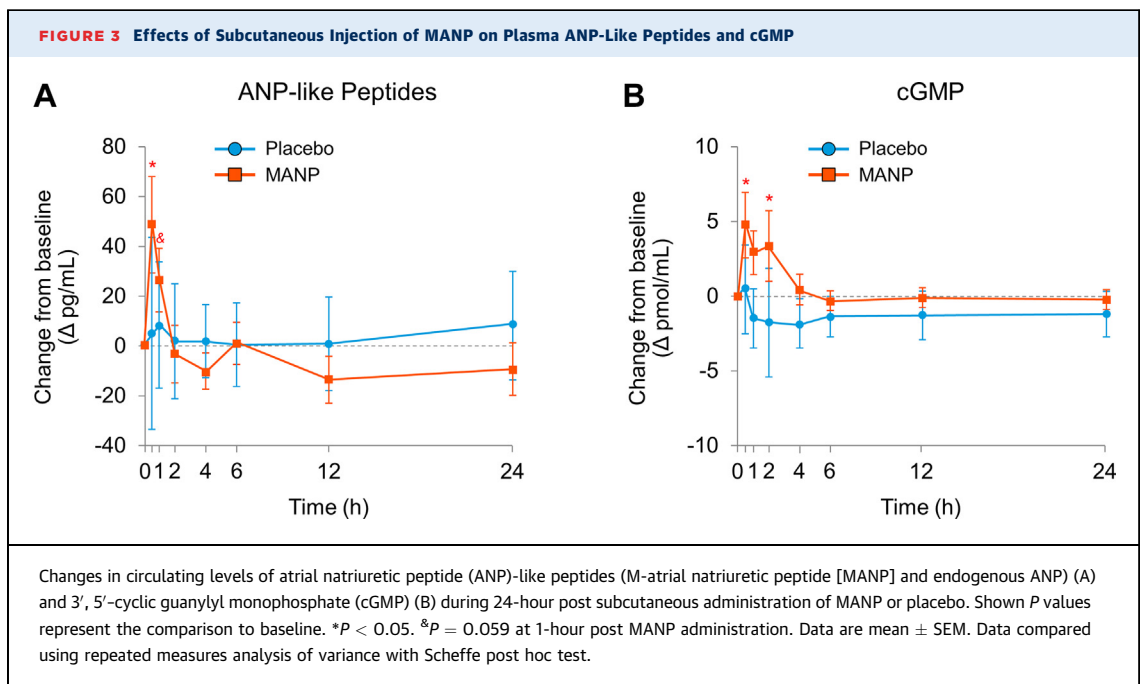 FIGURE 3 Effects of Subcutaneous Injection of MANP on Plasma ANP-Like Peptides and cGMP
A
ANP-like Peptides
Placebo
MANP
Change from baseline
(Δ pg/mL)
80
60
40
20
0
-20
-40
*
&
0 1 2 4 6 12 24
Time (h)
B
cGMP
Placebo
MANP
Change from baseline
(Δ pmol/mL)
10
5
0
-5
-10
*
*
0 1 2 4 6 12 24
Time (h)
Changes in circulating levels of atrial natriuretic peptide (ANP)-like peptides (M-atrial natriuretic peptide [MANP] and endogenous ANP) (A)
and 3′, 5′-cyclic guanylyl monophosphate (cGMP) (B) during 24-hour post subcutaneous administration of MANP or placebo. Shown P values
represent the comparison to baseline. *P < 0.05. &P = 0.059 at 1-hour post MANP administration. Data are mean ± SEM. Data compared
using repeated measures analysis of variance with Scheffe post hoc test.